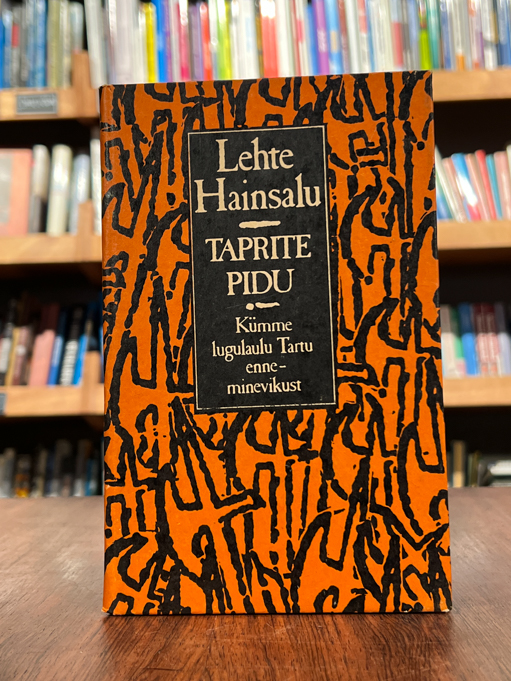 Lehte
Hainsalu
TAPRITE
PIDU
Kümme
lugulaulu Tartu
enne-
minevikust